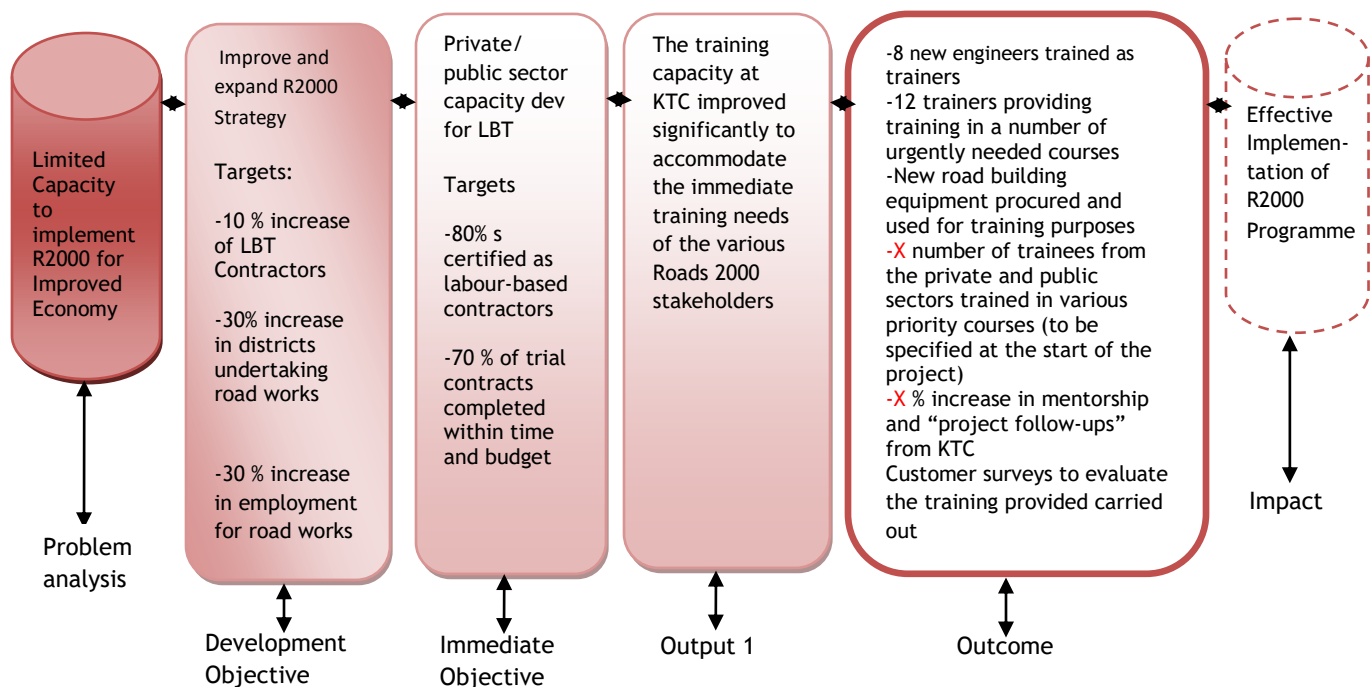 Limited
Capacity
to
implement
R2000 for
Improved
Economy
Problem
analysis
Improve and
expand R2000
Strategy
Targets:
-10 % increase
of LBT
Contractors
-30% increase
in districts
undertaking
road works
-30 % increase
in employment
for road works
Development
Objective
Private/
public sector
capacity dev
for LBT
Targets
-80% s
certified as
labour-based
contractors
-70 % of trial
contracts
completed
within time
and budget
Immediate
Objective
The training
capacity at
KTC improved
significantly to
accommodate
the immediate
training needs
of the various
Roads 2000
stakeholders
Output 1
-8 new engineers trained as
trainers
-12 trainers providing
training in a number of
urgently needed courses
-New road building
equipment procured and
used for training purposes
-X number of trainees from
the private and public
sectors trained in various
priority courses (to be
specified at the start of the
project)
-X % increase in mentorship
and “project follow-ups”
from KTC
Customer surveys to evaluate
the training provided carried
out
Outcome
Effective
Implemen-
tation of
R2000
Programme
Impact